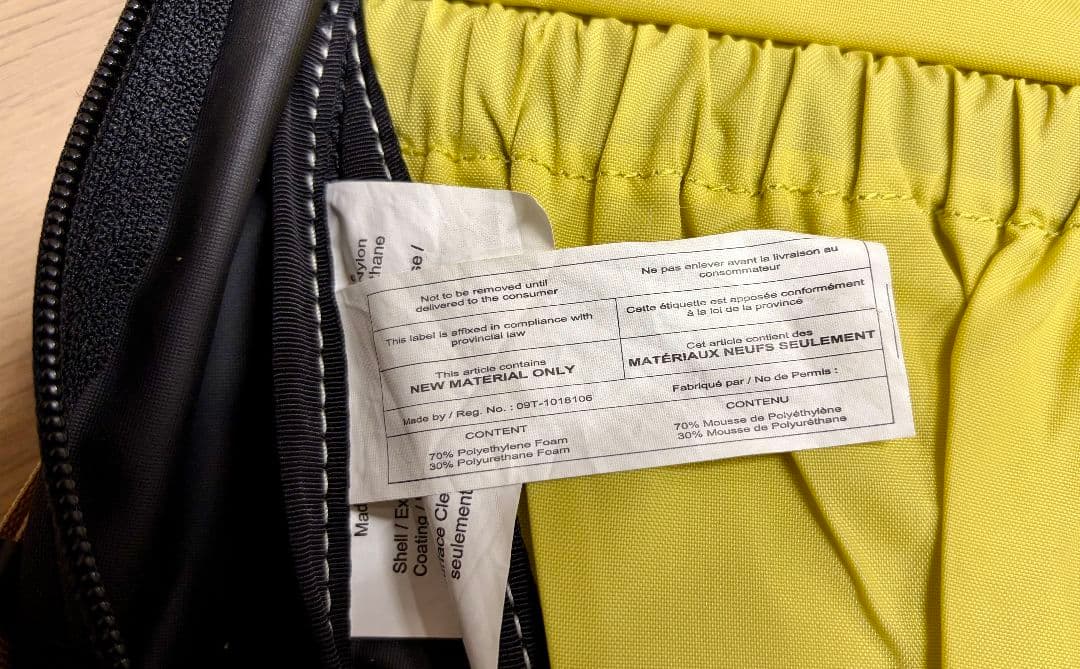 Not to be removed until
delivered to the consumer
Ne pas enlever avant la livraison au
consommateur
This label is affixed in compliance with
provincial law
Cette étiquette est apposée conformément
à la loi de la province
This article contains
NEW MATERIAL ONLY
Cet article contient des
MATÉRIAUX NEUFS SEULEMENT
Made by / Reg. No. : 09T-1018106
Fabriqué par / No de Permis :
CONTENT
70% Polyethylene Foam
30% Polyurethane Foam
CONTENU
70% Mousse de Polyéthylène
30% Mousse de Polyuréthane
Shell /
Coating /
seulement